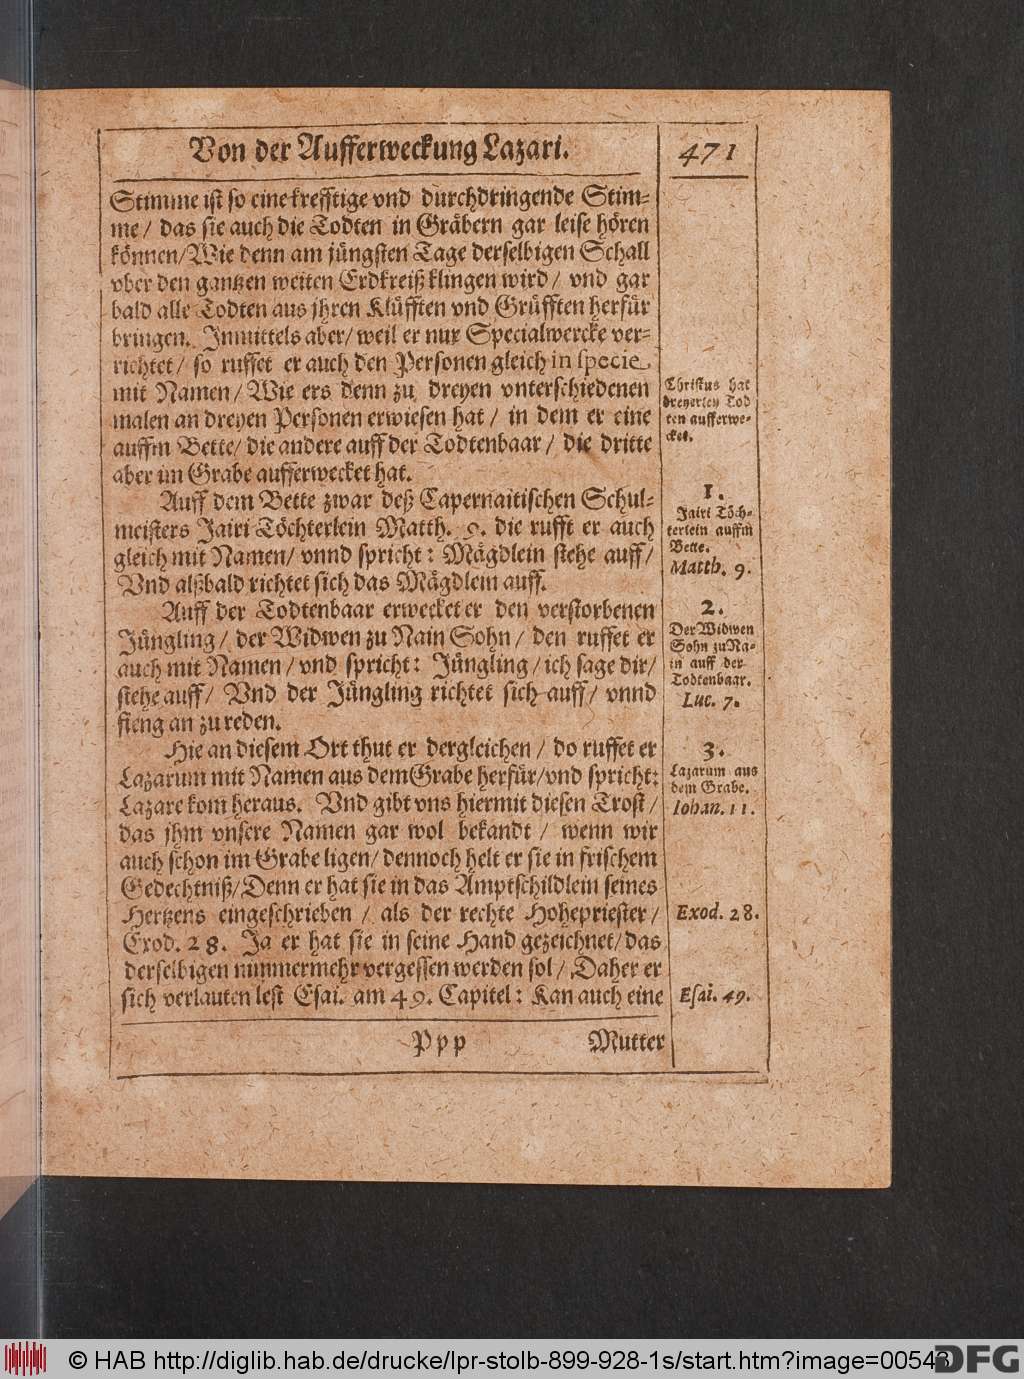 Von der Aufferweckung Lazari.
471
Stimme ist so eine krefftige vnd durchdringende Stim-
me / das sie auch die Todten in Gräbern gar leise hören
können / Wie denn am jüngsten Tage derselbigen Schall
vber den gantzen weiten Erdkreiß klingen wird / vnd gar
bald alle Todten aus jhren Klüfften vnd Grüfften herfür
bringen. Inmittels aber / weil er nur Specialwercke ver-
richtet / so ruffet er auch den Personen gleich in specie
mit Namen / Wie ers denn zu dreyen vnterschiedenen
malen an dreyen Personen erwiesen hat / in dem er eine
auffm Bette / die andere auff der Todtenbaar / die dritte
aber im Grabe aufferwecket hat.
Christus hat
dreyerley Tod
ten aufferwe-
cket.
Auff dem Bette zwar deß Capernaitischen Schul-
meisters Jairi Töchterlein Matth. 9. die rufft er auch
gleich mit Namen / vnnd spricht: Mägdlein stehe auff /
Vnd alßbald richtet sich das Mägdlein auff.
1.
Jairi Töch-
terlein auffm
Bette.
Matth. 9.
Auff der Todtenbaar erwecket er den verstorbenen
Jüngling / der Widwen zu Nain Sohn / den ruffet er
auch mit Namen / vnd spricht: Jüngling / ich sage dir /
stehe auff / Vnd der Jüngling richtet sich auff / vnnd
fieng an zu reden.
2.
Der Widwen
Sohn zu Na-
in auff der
Todtenbaar.
Luc. 7.
Hie an diesem Ort thut er dergleichen / do ruffet er
Lazarum mit Namen aus dem Grabe herfür / vnd spricht:
Lazare kom heraus. Vnd gibt vns hiermit diesen Trost /
das jhm vnsere Namen gar wol bekandt / wenn wir
auch schon im Grabe ligen / dennoch helt er sie in frischem
Gedechtniß / Denn er hat sie in das Amptschildlein seines
Hertzens eingeschrieben / als der rechte Hohepriester /
Exod. 28. Ja er hat sie in seine Hand gezeichnet / das
derselbigen nimmermehr vergessen werden sol / Daher er
sich verlauten lest Esai. am 49. Capitel: Kan auch eine
3.
Lazarum aus
dem Grabe.
Iohan. 11.
Exod. 28.
Esai. 49.
Ppp
Mutter
© HAB http://diglib.hab.de/drucke/lpr-stolb-899-928-1s/start.htm?image=00543
DFG